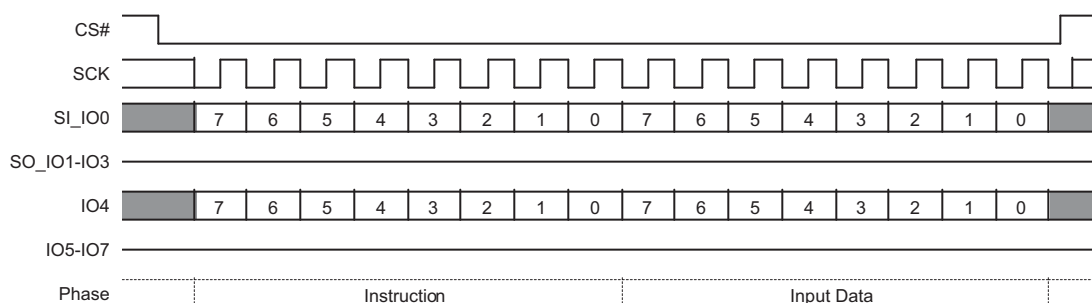 CS#
SCK
SI_IO0 7 6 5 4 3 2 1 0 7 6 5 4 3 2 1 0
SO_IO1-IO3
IO4 7 6 5 4 3 2 1 0 7 6 5 4 3 2 1 0
IO5-IO7
Phase Instruction Input Data